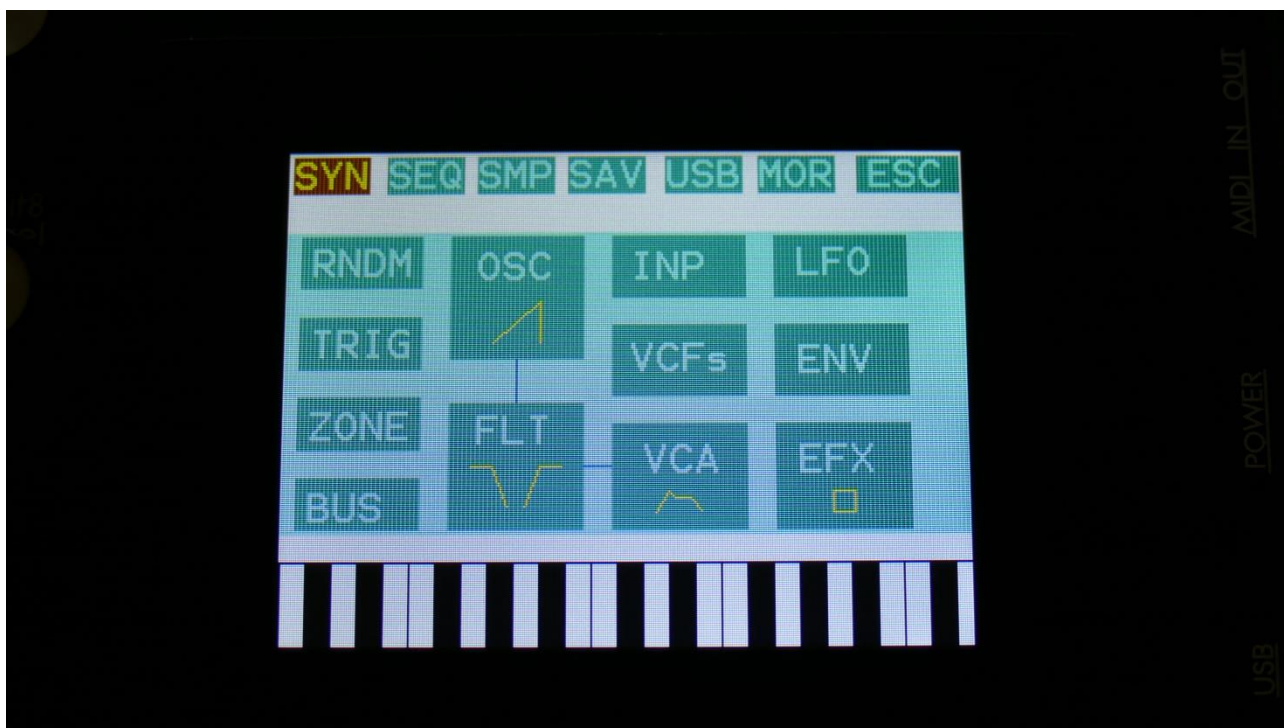 SYN SEQ SMP SAV USB MOR ESC
RNDM OSC INP LFO
TRIG VCFs ENV
ZONE FLT VCA EFX
BUS
MIDI IN OUT
POWER
USB